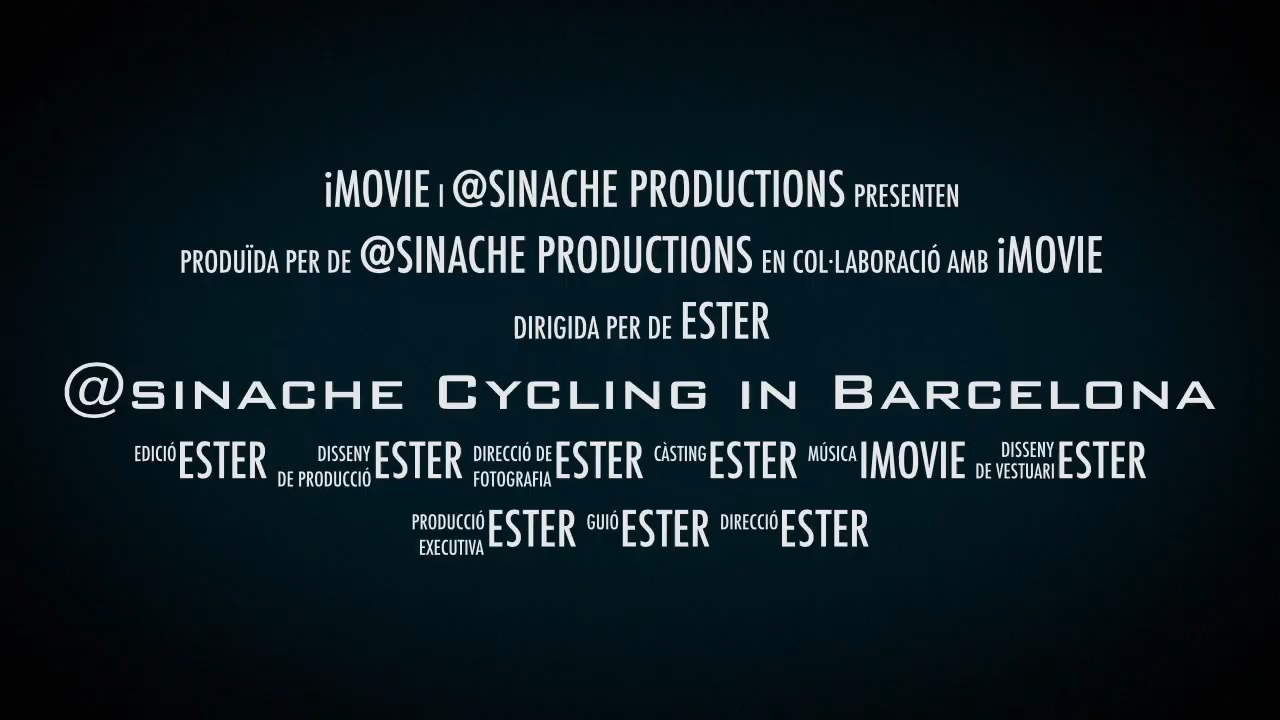 iMOVIE I @SINACHE PRODUCTIONS PRESENTEN
PRODUÏDA PER DE @SINACHE PRODUCTIONS EN COL·LABORACIÓ AMB iMOVIE
DIRIGIDA PER DE ESTER
@SINACHE CYCLING IN BARCELONA
EDICIÓ ESTER DISSENY DE PRODUCCIÓ ESTER DIRECCIÓ DE FOTOGRAFIA ESTER CÀSTING ESTER MÚSICA IMOVIE DISSENY DE VESTUARI ESTER
PRODUCCIÓ EXECUTIVA ESTER GUIÓ ESTER DIRECCIÓ ESTER